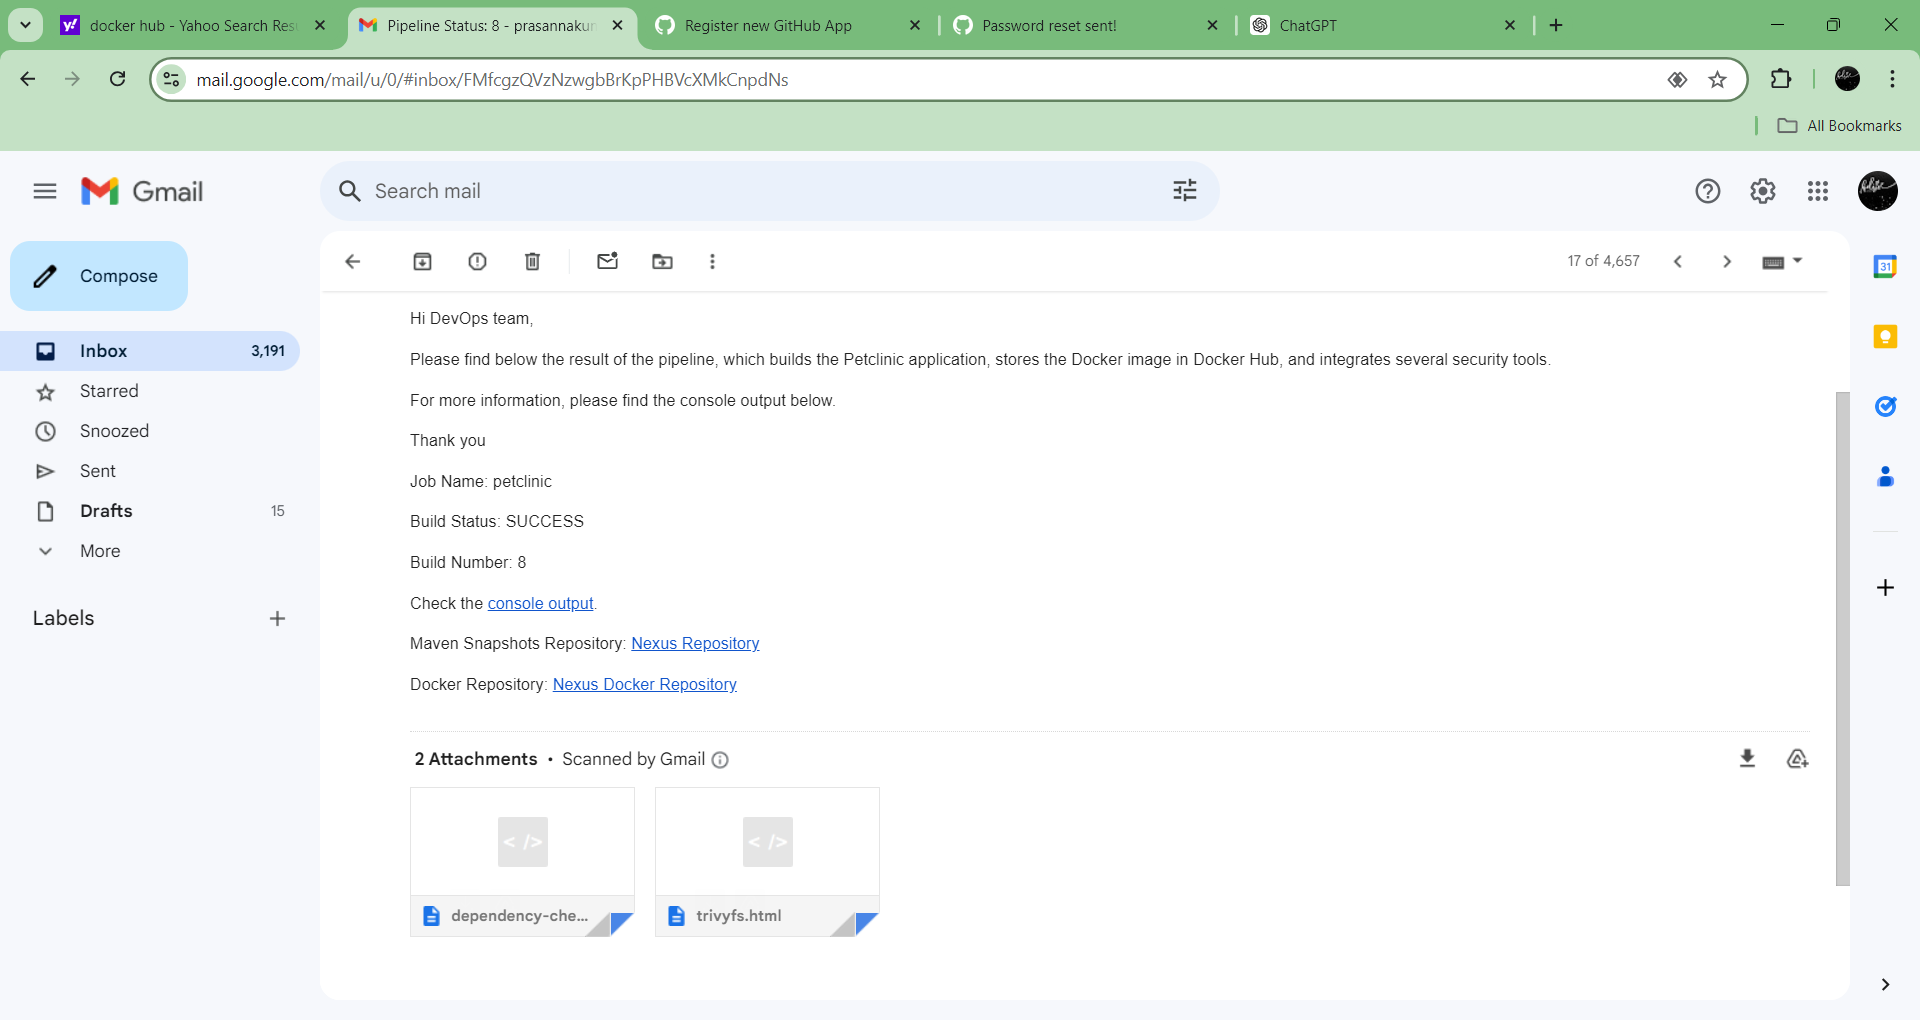 docker hub - Yahoo Search Res
Pipeline Status: 8 - prasannakun
Register new GitHub App
Password reset sent!
ChatGPT
mail.google.com/mail/u/0/#inbox/FMfcgzQVzNzwgbBrKpPHBVcXMkCnpdNs
All Bookmarks
Gmail
Search mail
Compose
17 of 4,657
Inbox 3,191
Starred
Snoozed
Sent
Drafts 15
More
Labels
Hi DevOps team,
Please find below the result of the pipeline, which builds the Petclinic application, stores the Docker image in Docker Hub, and integrates several security tools.
For more information, please find the console output below.
Thank you
Job Name: petclinic
Build Status: SUCCESS
Build Number: 8
Check the console output.
Maven Snapshots Repository: Nexus Repository
Docker Repository: Nexus Docker Repository
2 Attachments • Scanned by Gmail
< /> < />
dependency-che... trivyfs.html
31